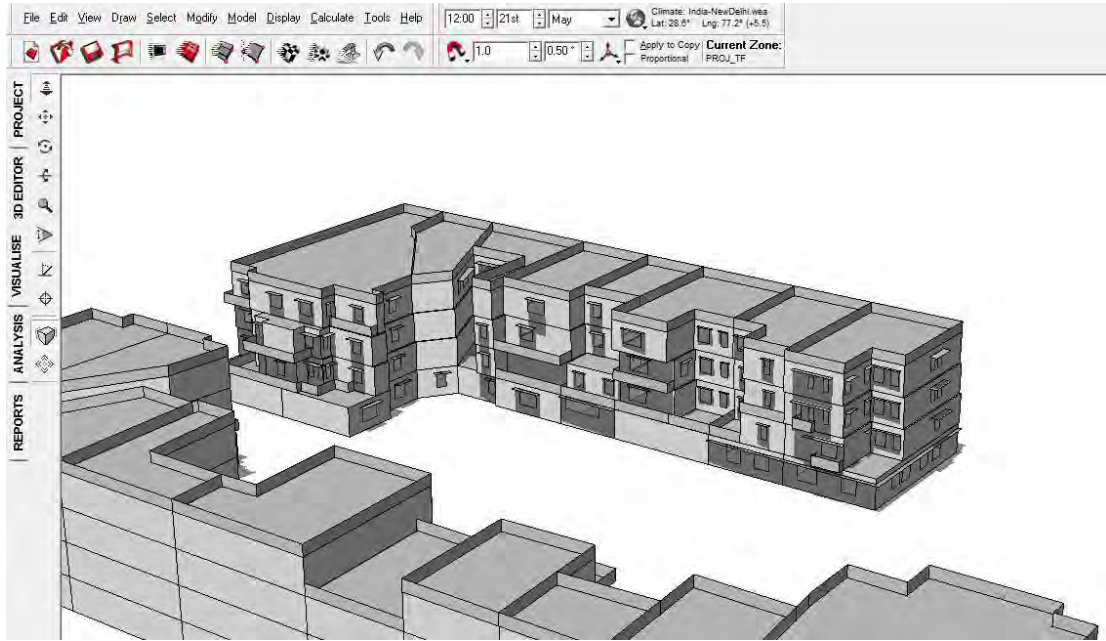 File Edit View Draw Select Modify Model Display Calculate Tools Help
12:00 21st May
Climate: India-NewDelhi.wea
Lat: 28.6° Lng: 77.2° (+5.5)
1.0 0.50 °
Apply to Copy
Proportional
Current Zone:
PROJ_TF
PROJECT
3D EDITOR
VISUALISE
ANALYSIS
REPORTS